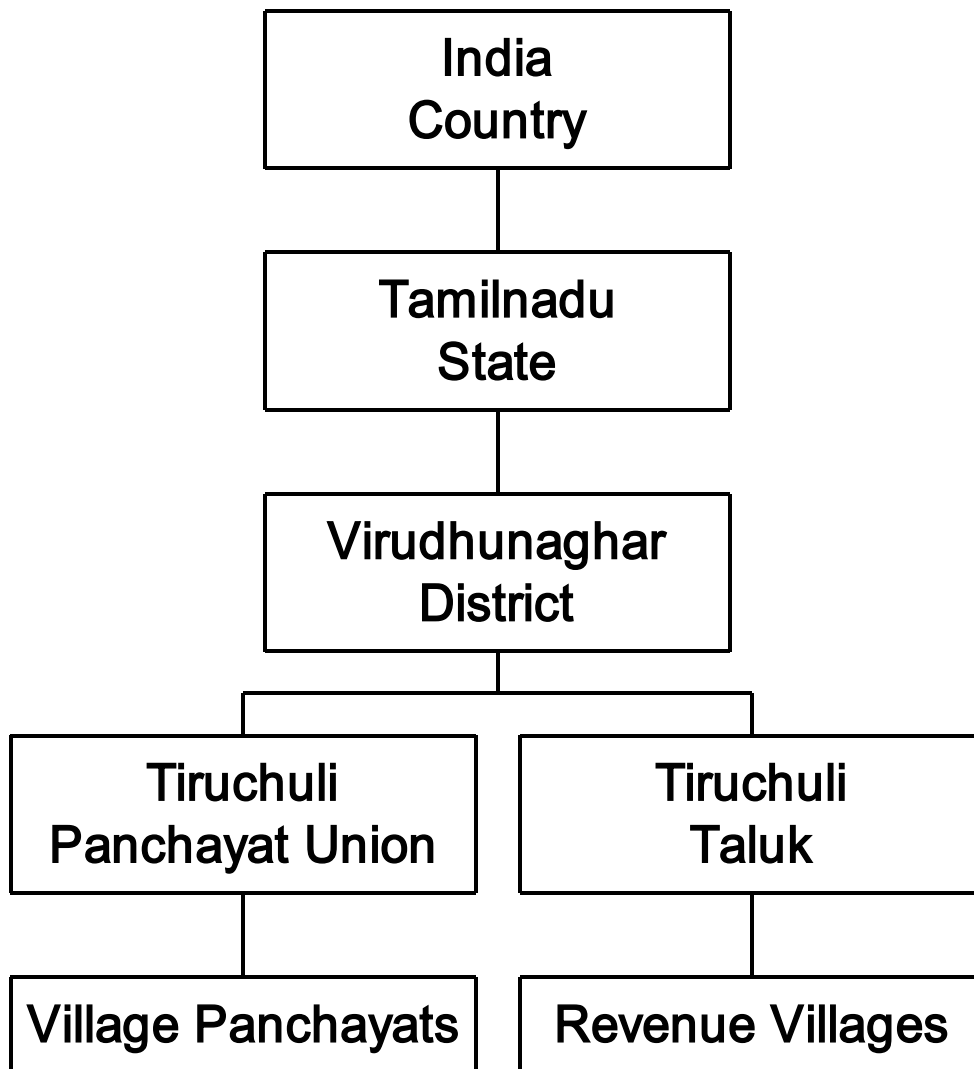 India
Country
Tamilnadu
State
Virudhunaghar
District
Tiruchuli
Panchayat Union
Tiruchuli
Taluk
Village Panchayats
Revenue Villages